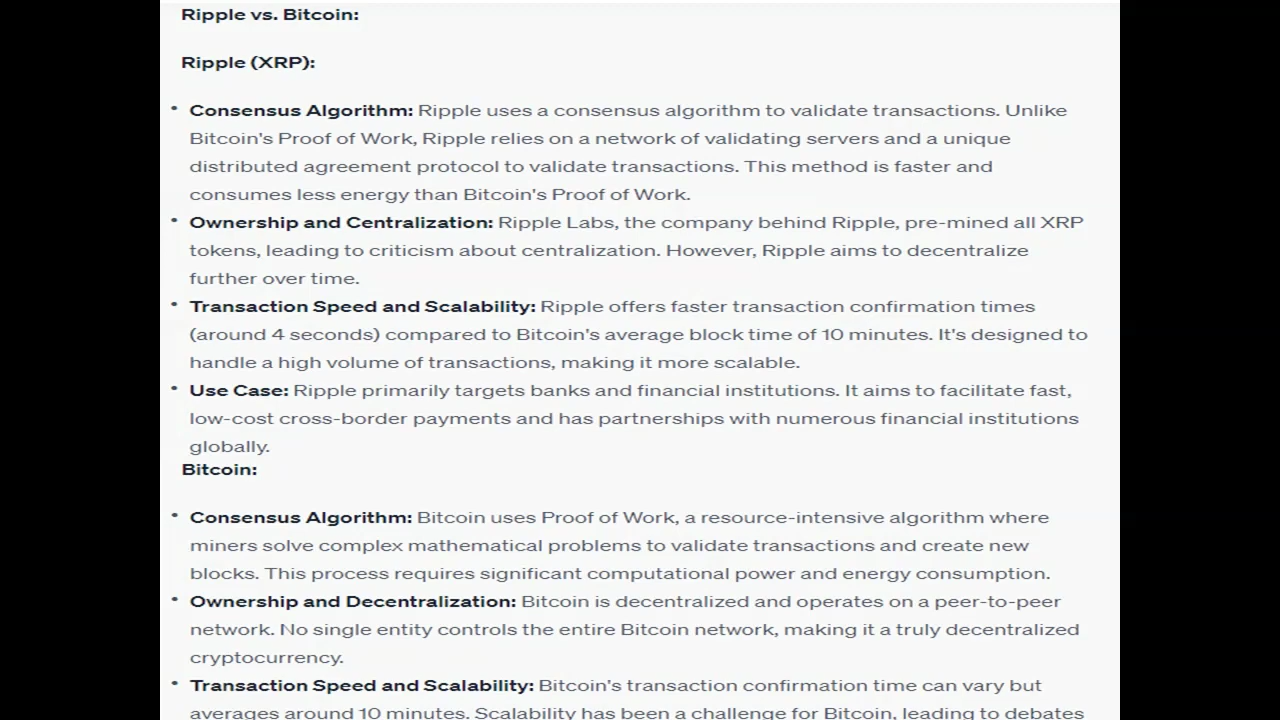 Ripple vs. Bitcoin:
Ripple (XRP):
• Consensus Algorithm: Ripple uses a consensus algorithm to validate transactions. Unlike
Bitcoin's Proof of Work, Ripple relies on a network of validating servers and a unique
distributed agreement protocol to validate transactions. This method is faster and
consumes less energy than Bitcoin's Proof of Work.
• Ownership and Centralization: Ripple Labs, the company behind Ripple, pre-mined all XRP
tokens, leading to criticism about centralization. However, Ripple aims to decentralize
further over time.
• Transaction Speed and Scalability: Ripple offers faster transaction confirmation times
(around 4 seconds) compared to Bitcoin's average block time of 10 minutes. It's designed to
handle a high volume of transactions, making it more scalable.
• Use Case: Ripple primarily targets banks and financial institutions. It aims to facilitate fast,
low-cost cross-border payments and has partnerships with numerous financial institutions
globally.
Bitcoin:
• Consensus Algorithm: Bitcoin uses Proof of Work, a resource-intensive algorithm where
miners solve complex mathematical problems to validate transactions and create new
blocks. This process requires significant computational power and energy consumption.
• Ownership and Decentralization: Bitcoin is decentralized and operates on a peer-to-peer
network. No single entity controls the entire Bitcoin network, making it a truly decentralized
cryptocurrency.
• Transaction Speed and Scalability: Bitcoin's transaction confirmation time can vary but
averages around 10 minutes. Scalability has been a challenge for Bitcoin, leading to debates